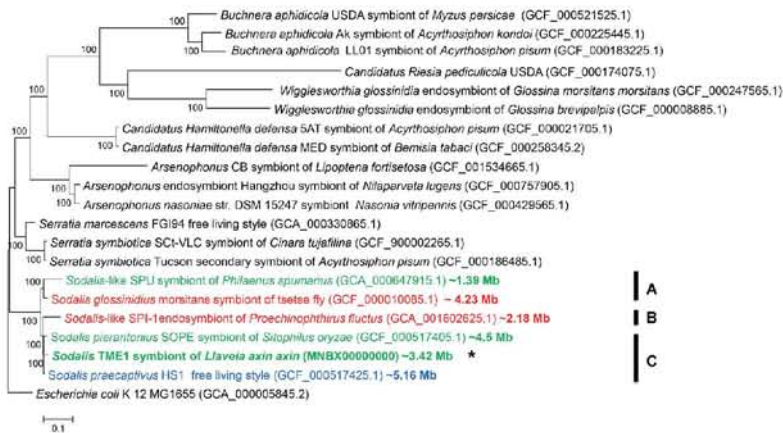 Buchnera aphidicola USDA symbiont of Myzus persicae (GCF_000521525.1)
100
Buchnera aphidicola Ak symbiont of Acyrthosiphon kondoi (GCF_000225445.1)
100
100
Buchnera aphidicola LL01 symbiont of Acyrthosiphon pisum (GCF_000183225.1)
Candidatus Riesia pediculicola USDA (GCF_000174075.1)
100
100
Wigglesworthia glossinidia endosymbiont of Glossina morsitans morsitans (GCF_000247565.1)
100
Wigglesworthia glossinidia endosymbiont of Glossina brevipalpis (GCF_000008885.1)
100
Candidatus Hamiltonella defensa 5AT symbiont of Acyrthosiphon pisum (GCF_000021705.1)
100
Candidatus Hamiltonella defensa MED symbiont of Bemisia tabaci (GCF_000258345.2)
Arsenophonus CB symbiont of Lipoptena fortisetosa (GCF_001534665.1)
100
100
Arsenophonus endosymbiont Hangzhou symbiont of Nilaparvata lugens (GCF_000757905.1)
100
Arsenophonus nasoniae str. DSM 15247 symbiont Nasonia vitripennis (GCF_000429565.1)
Serratia marcescens FGI94 free living style (GCA_000330865.1)
100
Serratia symbiotica SCt-VLC symbiont of Cinara tujafilina (GCF_900002265.1)
100
100
Serratia symbiotica Tucson secondary symbiont of Acyrthosiphon pisum (GCF_000186485.1)
Sodalis-like SPU symbiont of Philaenus spumarius (GCA_000647915.1) ~1.39 Mb
A
100
100
Sodalis glossinidius morsitans symbiont of tsetse fly (GCF_000010085.1) ~ 4.23 Mb
Sodalis-like SPI-1endosymbiont of Proechinophthirus fluctus (GCA_001602625.1) ~2.18 Mb
B
100
Sodalis pierantonius SOPE symbiont of Sitophilus oryzae (GCF_000517405.1) ~4.5 Mb
100
Sodalis TME1 symbiont of Llaveia axin axin (MNBX00000000) ~3.42 Mb *
C
100
Sodalis praecaptivus HS1 free living style (GCF_000517425.1) ~5.16 Mb
Escherichia coli K 12 MG1655 (GCA_000005845.2)
0.1